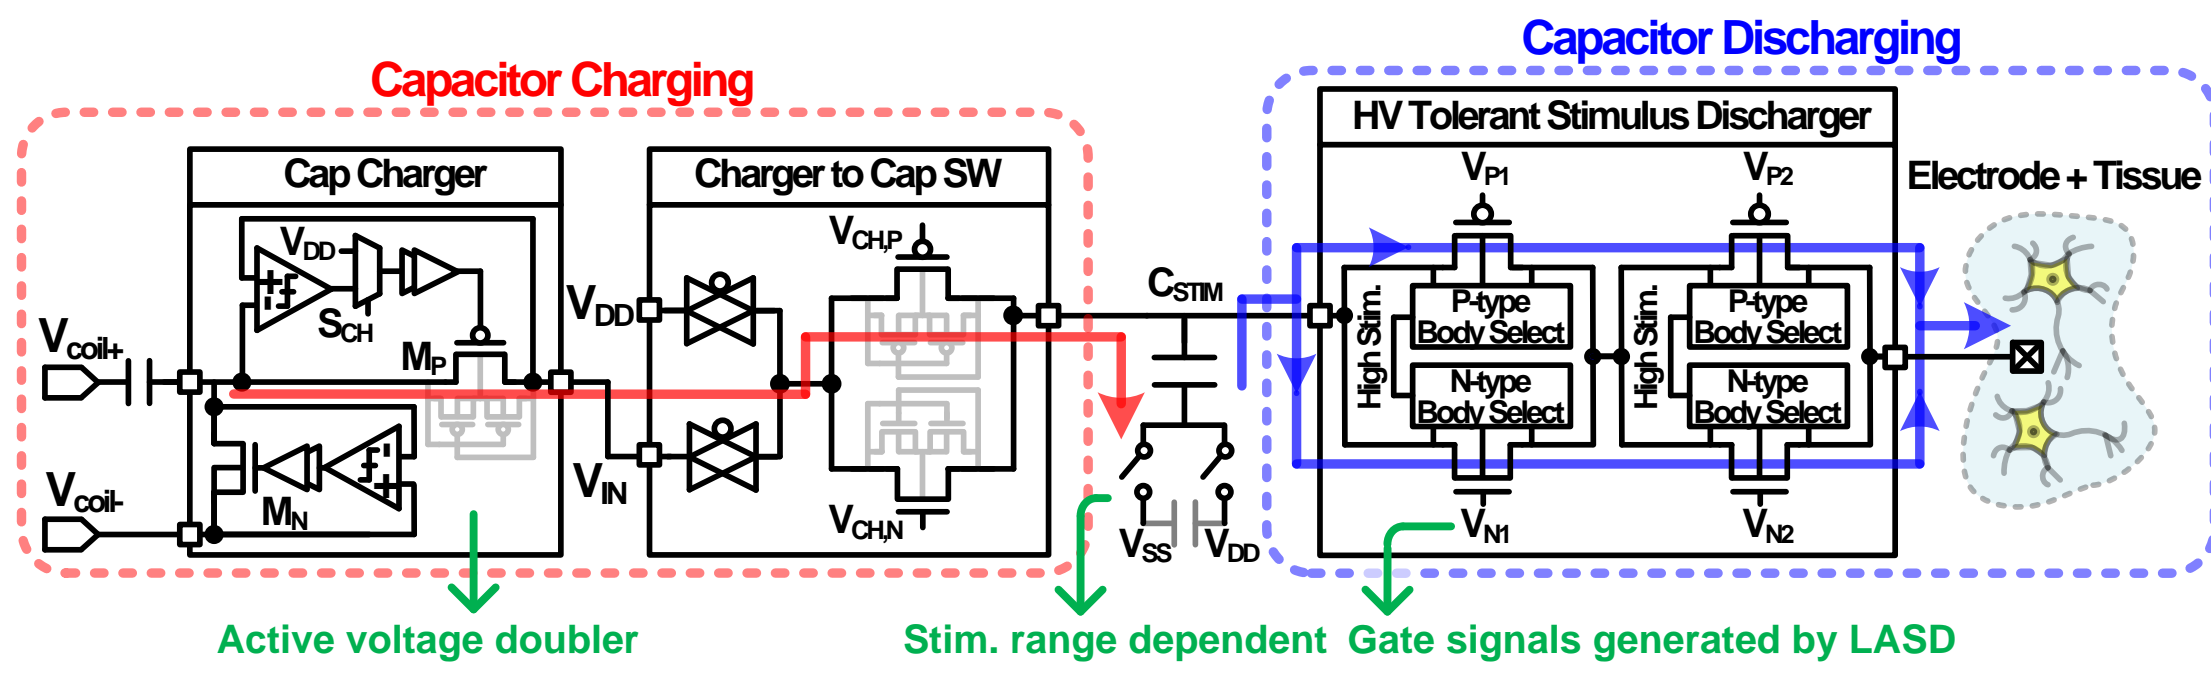 Capacitor Charging
Capacitor Discharging
Cap Charger
Charger to Cap SW
HV Tolerant Stimulus Discharger
Electrode + Tissue
VDD
SCH
Vcoil+
MP
MN
Vcoil-
VDD
VIN
VCH,P
VCH,N
CSTIM
VSS
VDD
VP1
VP2
High Stim.
P-type
Body Select
N-type
Body Select
High Stim.
P-type
Body Select
N-type
Body Select
VN1
VN2
Active voltage doubler
Stim. range dependent
Gate signals generated by LASD